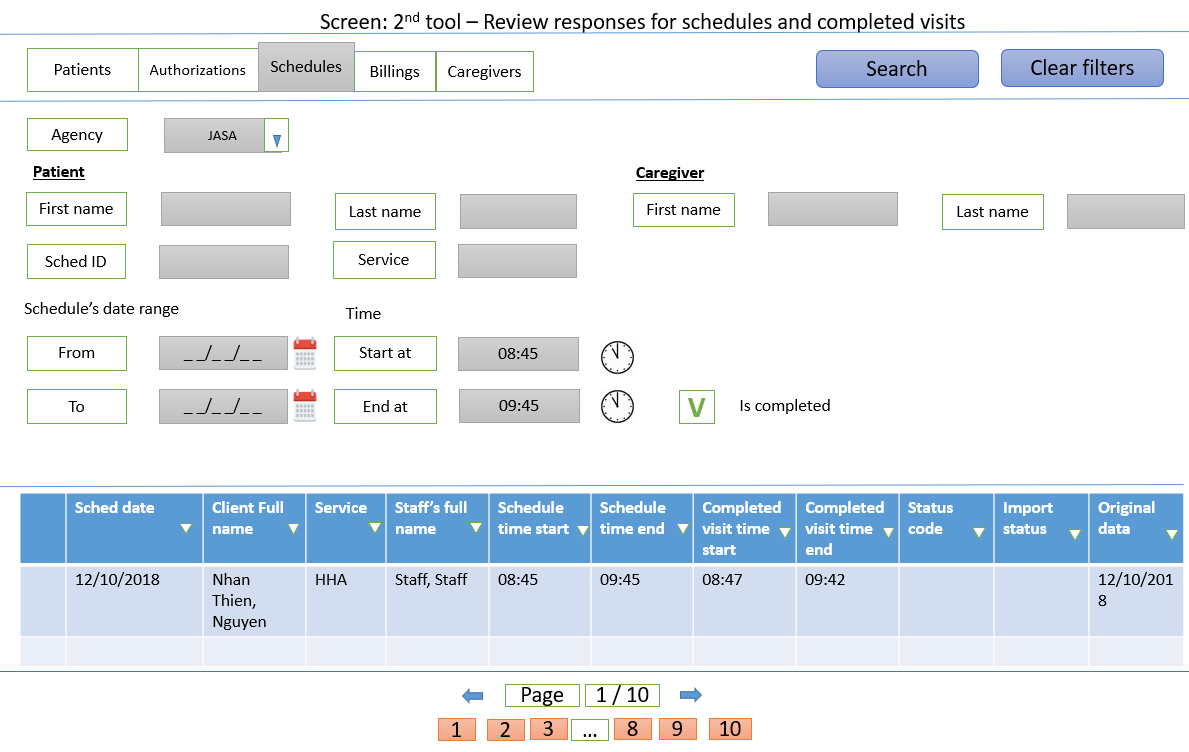 Screen: 2nd tool – Review responses for schedules and completed visits
Patients Authorizations Schedules Billings Caregivers Search Clear filters
Agency JASA
Patient Caregiver
First name Last name First name Last name
Sched ID Service
Schedule’s date range Time
From _ _/_ _/_ _ Start at 08:45
To _ _/_ _/_ _ End at 09:45 V Is completed
Sched date Client Full Service Staff’s full Schedule Schedule Completed Completed Status Import Original
name name time start time end visit time visit time code status data
start end
12/10/2018 Nhan HHA Staff, Staff 08:45 09:45 08:47 09:42 12/10/201
Thien, 8
Nguyen
Page 1 / 10
1 2 3 ... 8 9 10